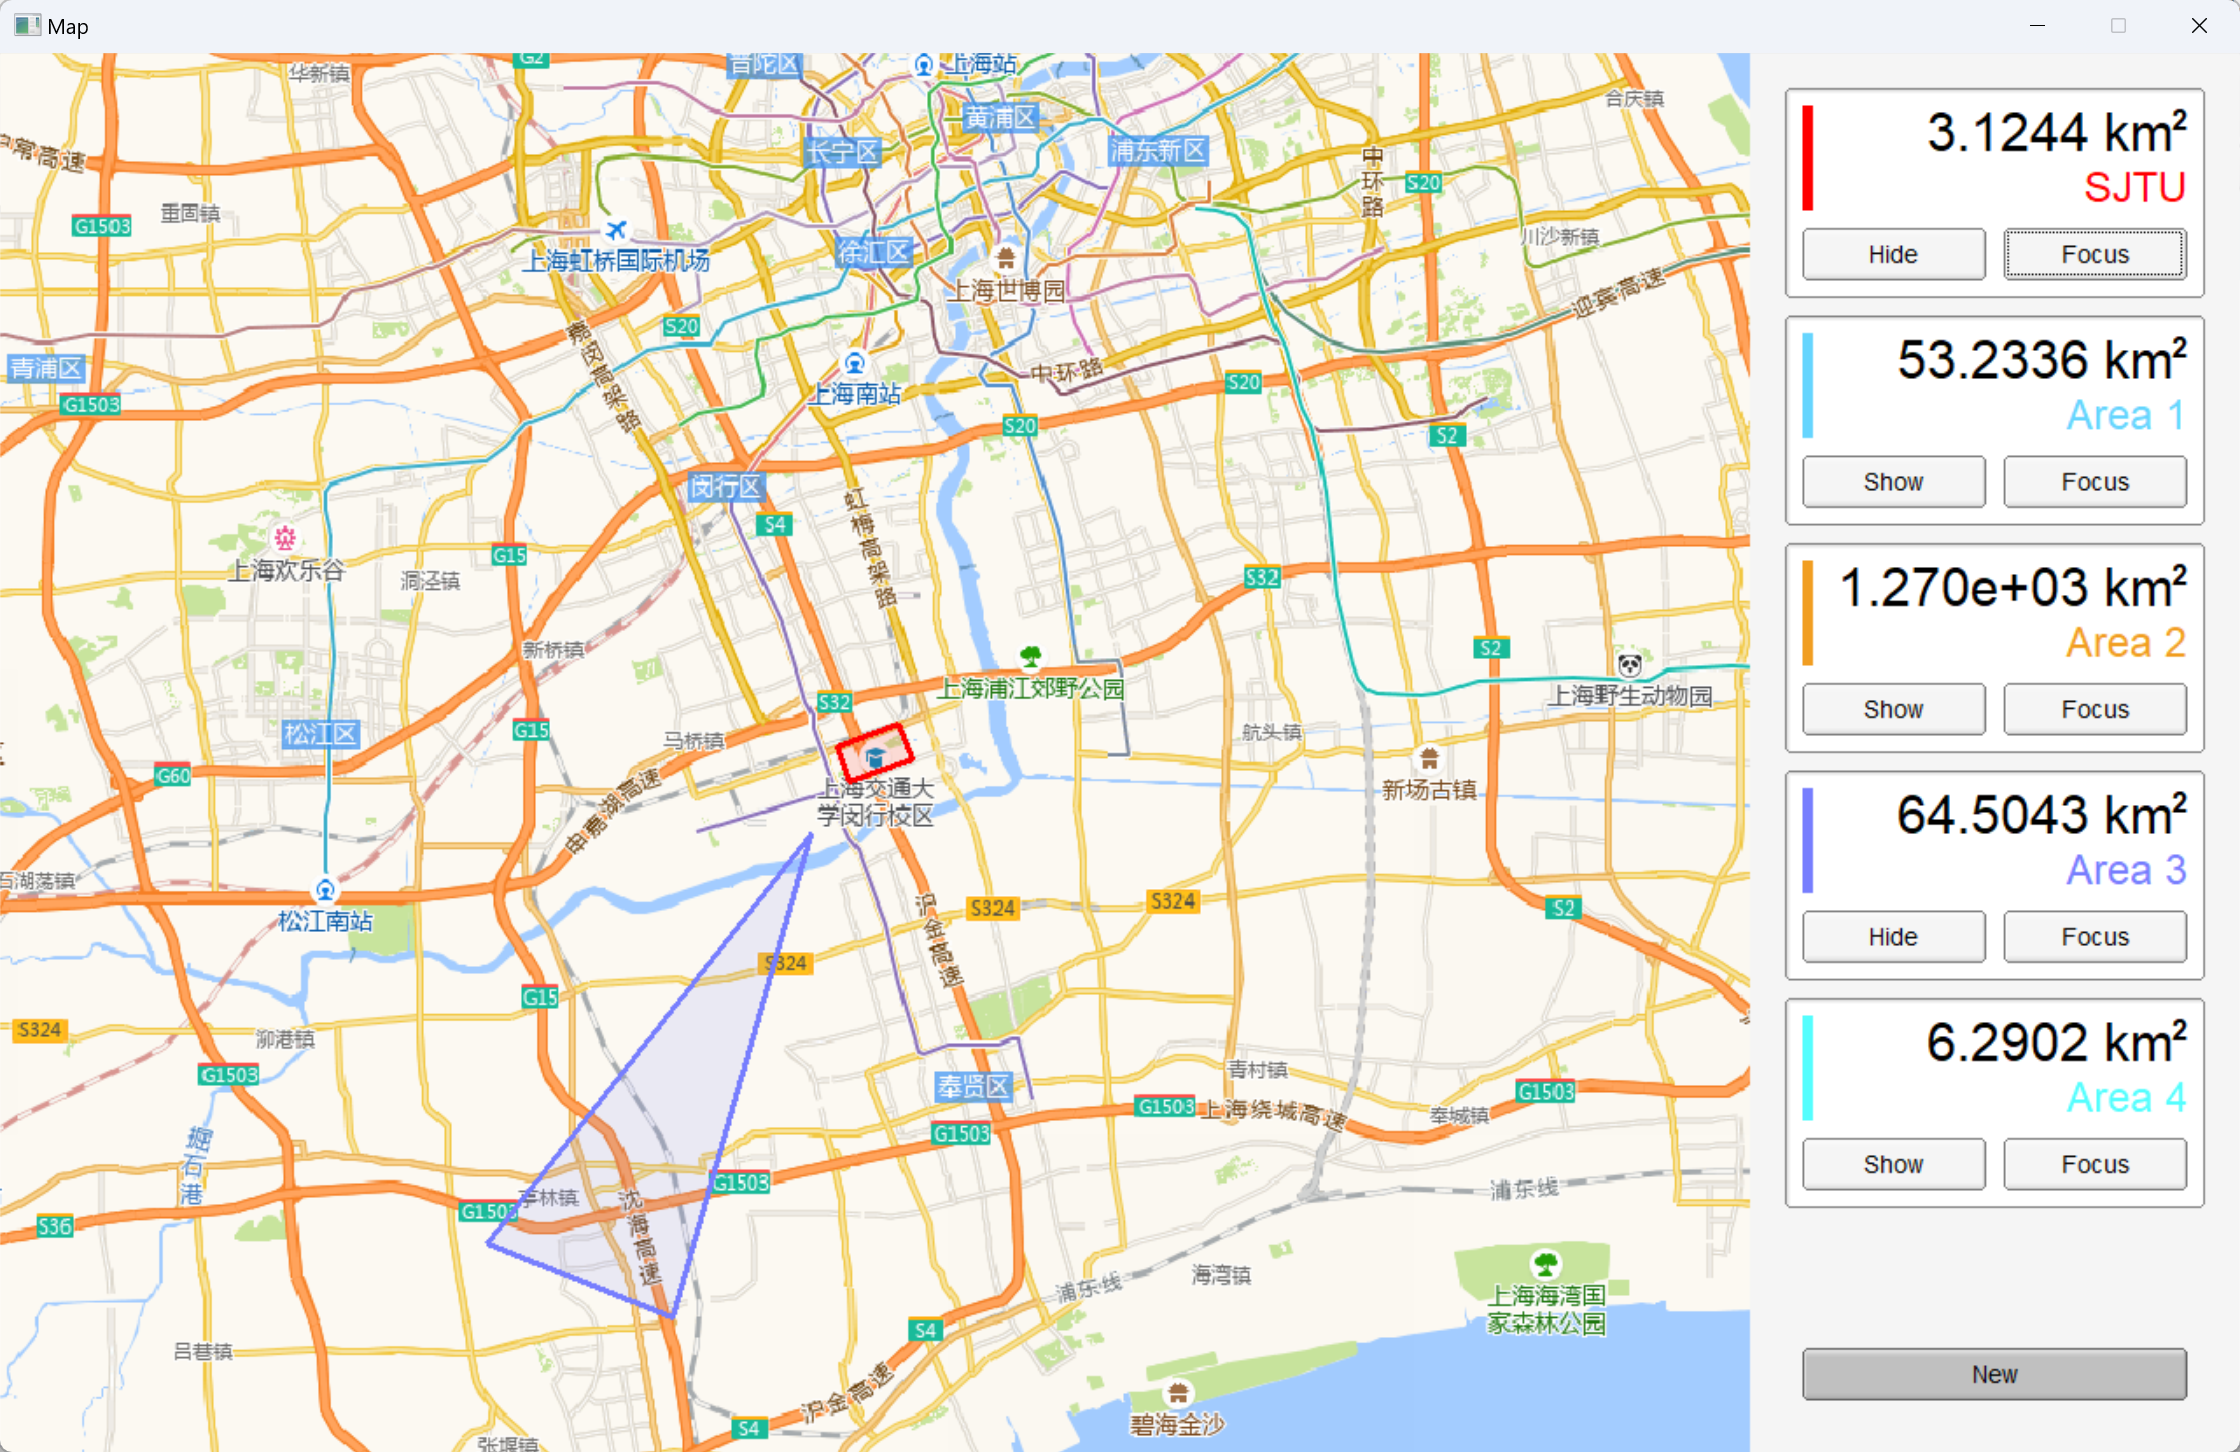 Map
G2
华新镇
普陀区
上海站
黄浦区
合庆镇
长宁区
浦东新区
中环路
S20
G1503
重固镇
上海虹桥国际机场
徐汇区
川沙新镇
上海世博园
迎宾高速
S20
嘉闵高架路
青浦区
G1503
上海南站
中环路
S20
S20
S2
闵行区
S4
虹梅高架路
上海欢乐谷
洞泾镇
G15
S32
新桥镇
S2
上海浦江郊野公园
上海野生动物园
S32
松江区
G15
马桥镇
航头镇
G60
申嘉湖高速
上海交通大
学闵行校区
新场古镇
石湖荡镇
松江南站
沪金高速
S324
S324
S2
S324
G15
S324
泖港镇
G1503
奉贤区
青村镇
G1503
G1503
上海绕城高速
奉城镇
G1503
掘石港
G1503
亭林镇
G1503
沈海高速
浦东线
S36
浦东线
海湾镇
上海海湾国
家森林公园
吕巷镇
S4
沪金高速
碧海金沙
S4
张堰镇
3.1244 km²
SJTU
Hide
Focus
53.2336 km²
Area 1
Show
Focus
1.270e+03 km²
Area 2
Show
Focus
64.5043 km²
Area 3
Hide
Focus
6.2902 km²
Area 4
Show
Focus
New